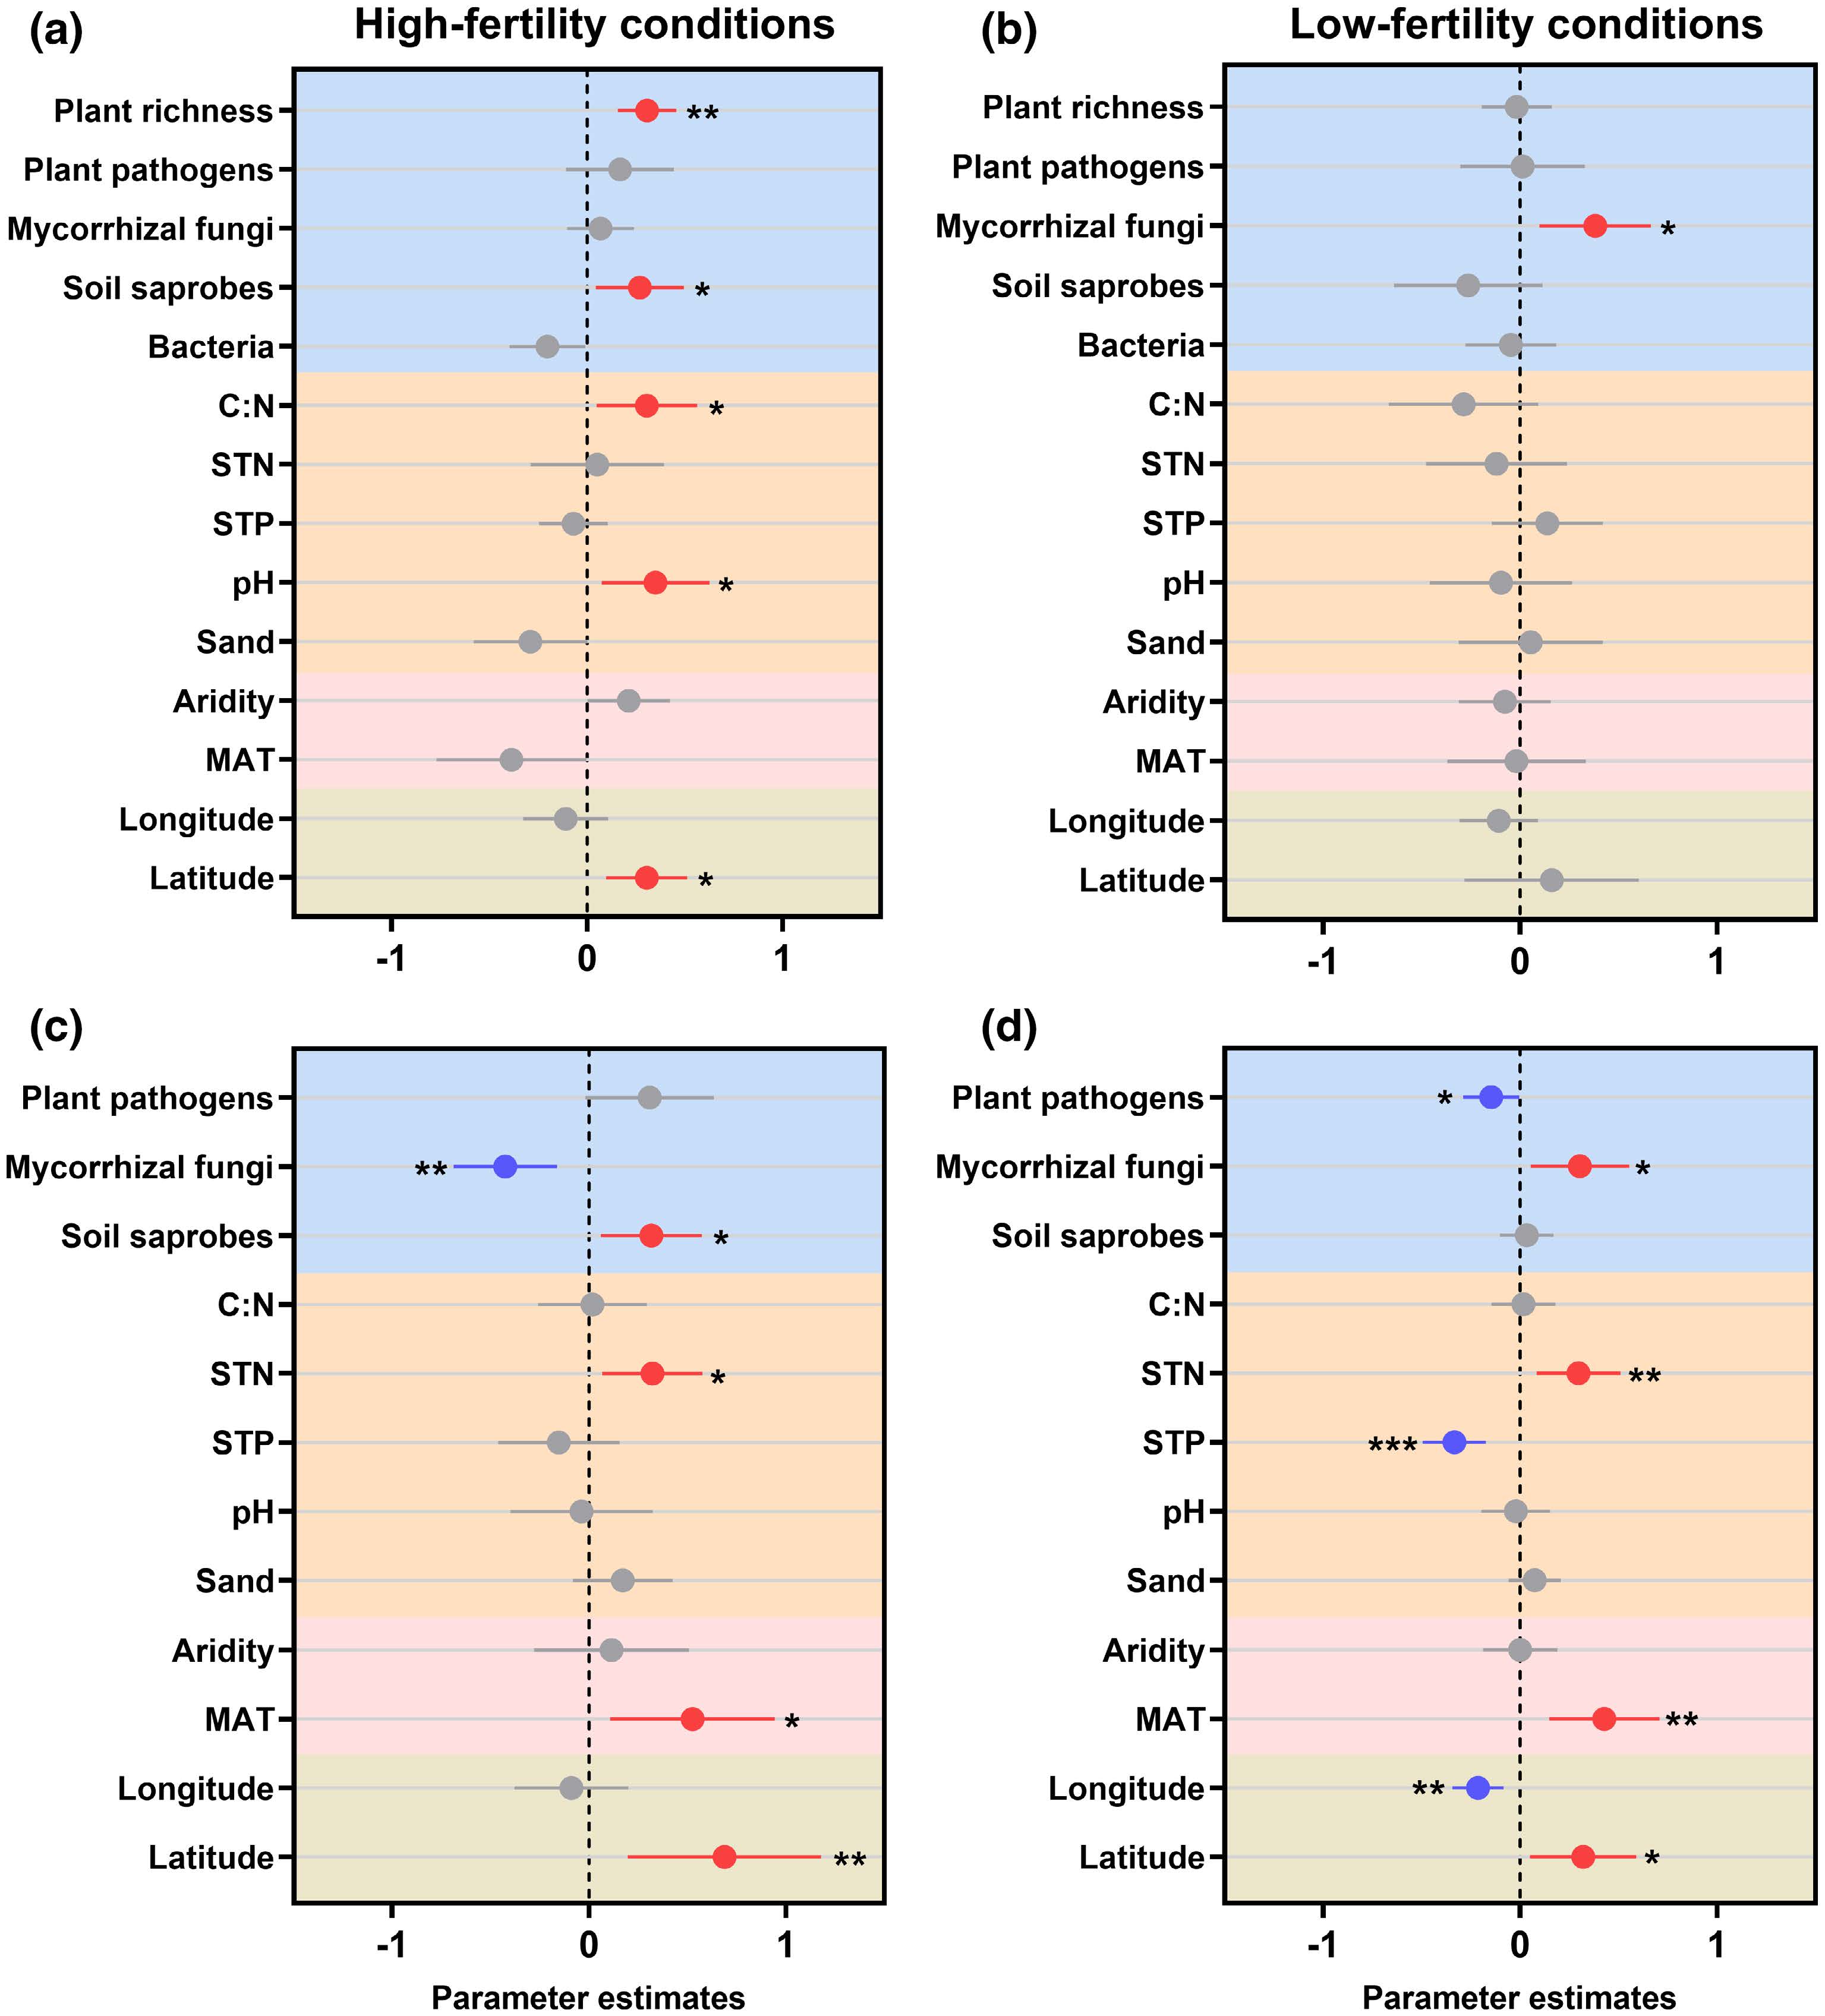 (a) High-fertility conditions
Plant richness **
Plant pathogens
Mycorrhizal fungi
Soil saprobes *
Bacteria
C:N *
STN
STP
pH *
Sand
Aridity
MAT
Longitude
Latitude *
-1 0 1
(b) Low-fertility conditions
Plant richness
Plant pathogens
Mycorrhizal fungi *
Soil saprobes
Bacteria
C:N
STN
STP
pH
Sand
Aridity
MAT
Longitude
Latitude
-1 0 1
(c)
Plant pathogens
Mycorrhizal fungi **
Soil saprobes *
C:N
STN *
STP
pH
Sand
Aridity
MAT *
Longitude
Latitude **
-1 0 1
Parameter estimates
(d)
Plant pathogens *
Mycorrhizal fungi *
Soil saprobes
C:N
STN **
STP ***
pH
Sand
Aridity
MAT **
Longitude **
Latitude *
-1 0 1
Parameter estimates